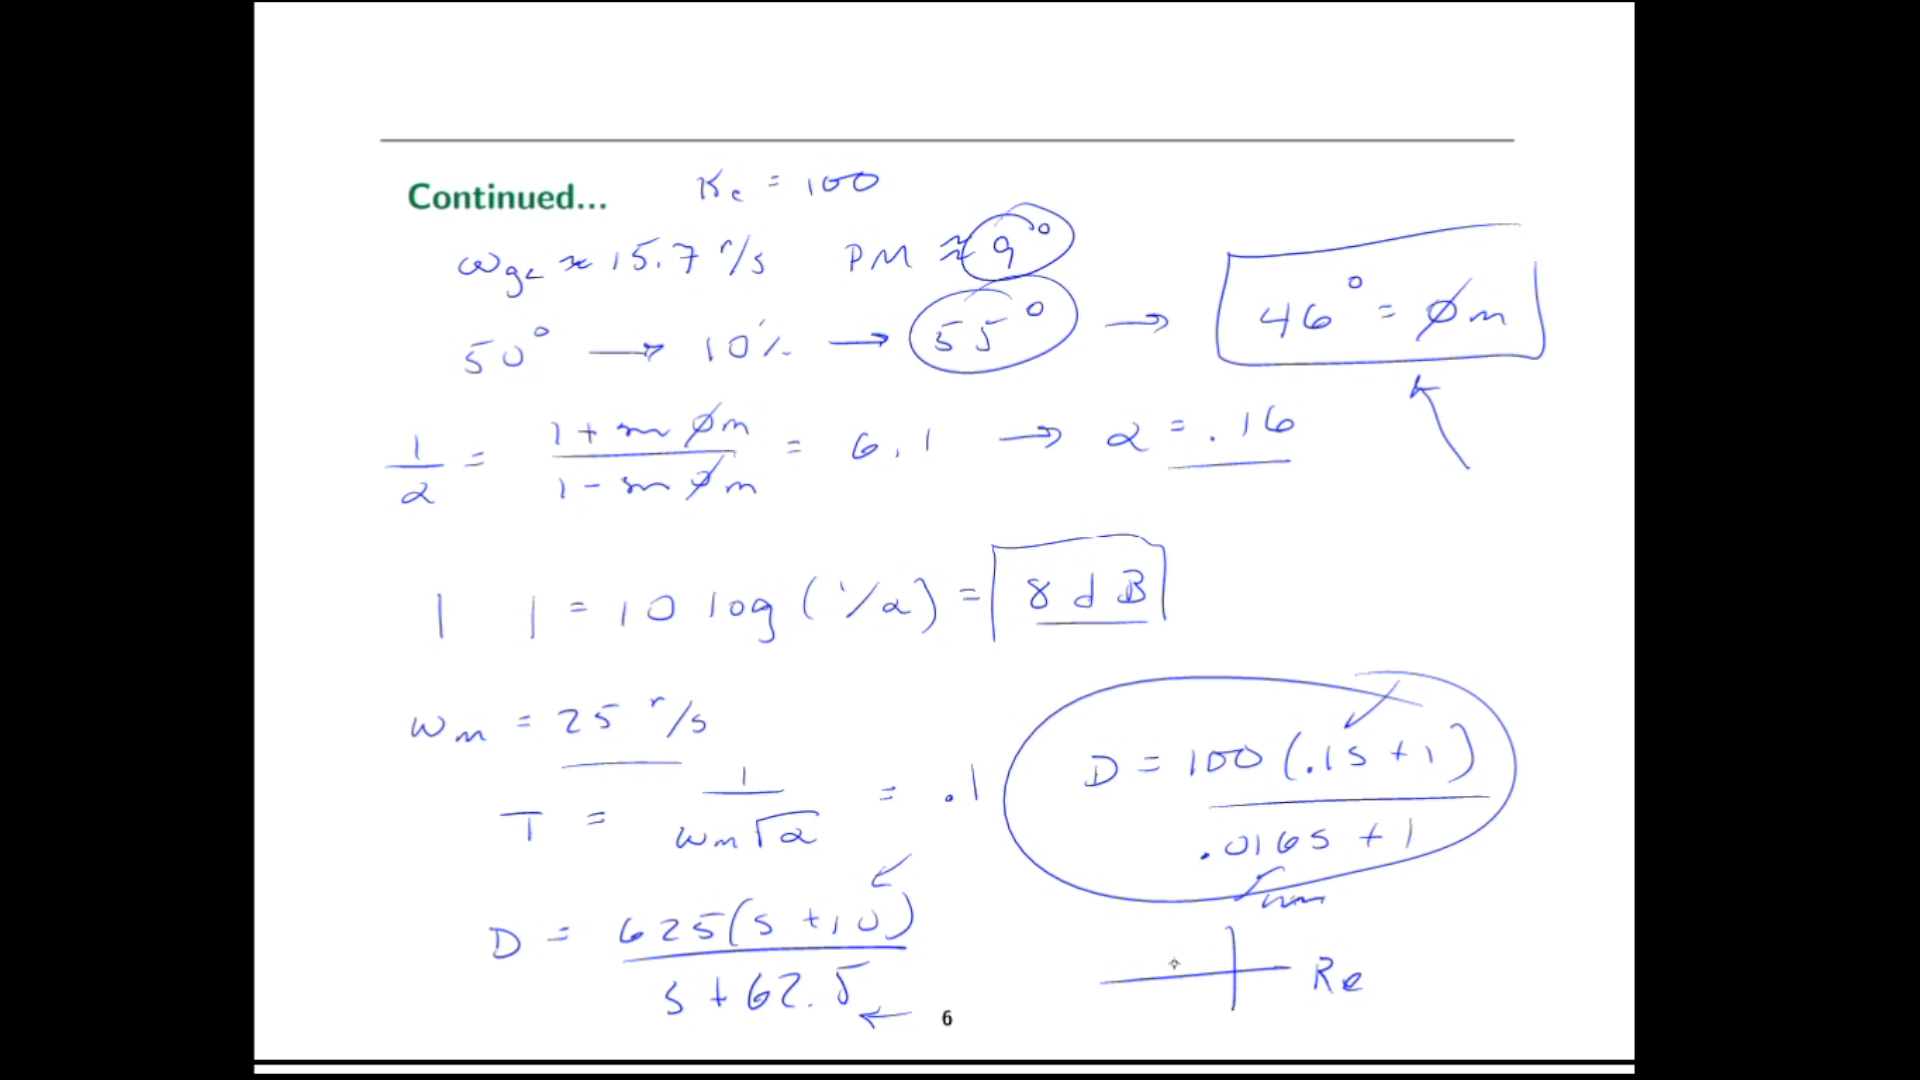 Continued... Kc = 100
ωgc ≈ 15.7 r/s PM ≈ 9°
50° → 10% → 55° → 46° = φm
1/α = (1 + sin φm)/(1 - sin φm) = 6.1 → α = .16
| | = 10 log (1/α) = 8 dB
ωm = 25 r/s
T = 1/(ωm√α) = .1
D = 100 (.1s + 1)/(.016s + 1)
D = 625(s + 10)/(s + 62.5)
Re
6